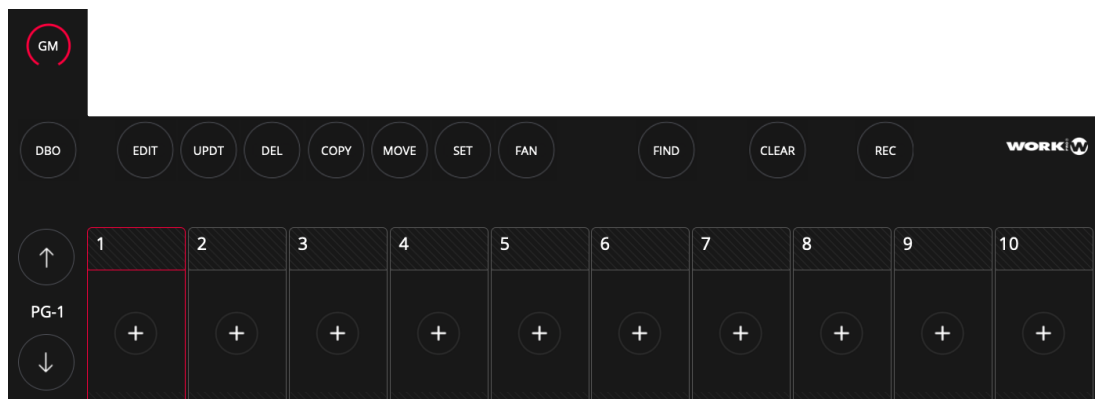 GM
DBO EDIT UPDT DEL COPY MOVE SET FAN FIND CLEAR REC WORK
1 2 3 4 5 6 7 8 9 10
PG-1